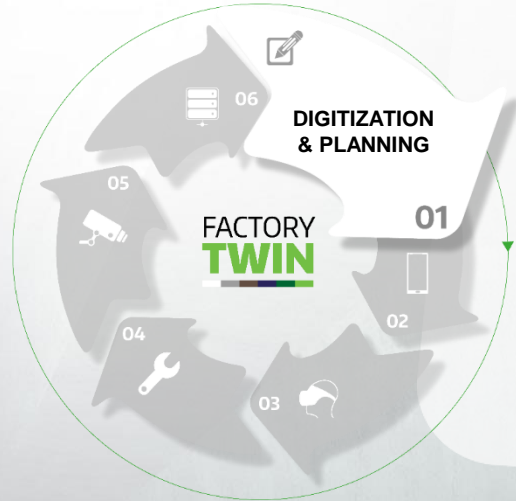 06
DIGITIZATION
& PLANNING
01
05
FACTORY
TWIN
02
04
03